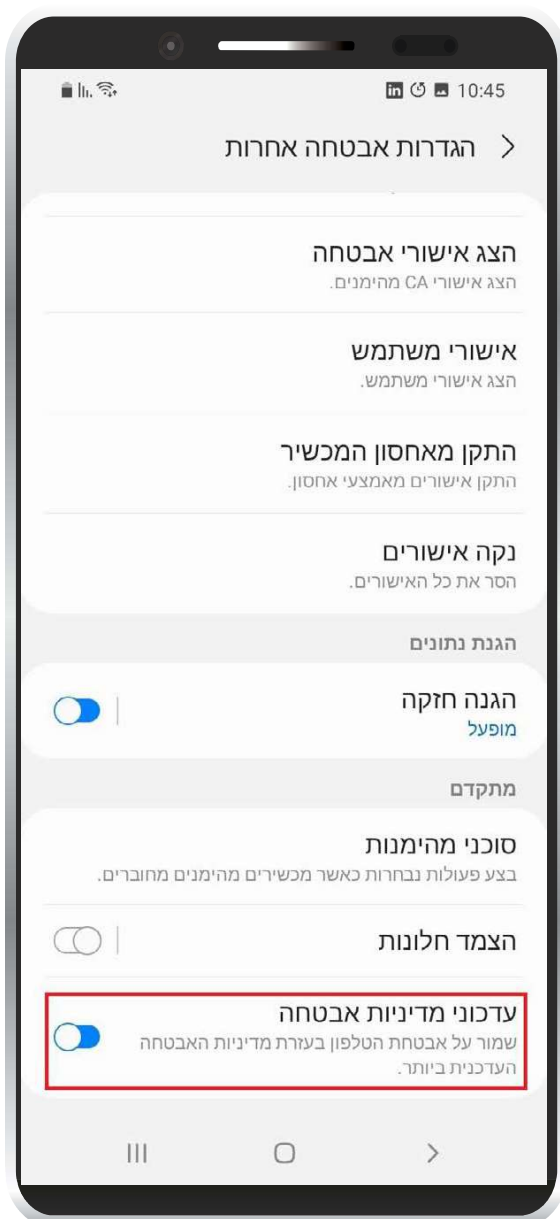 10:45
הגדרות אבטחה אחרות
הצג אישורי אבטחה
הצג אישורי CA מהימנים.
אישורי משתמש
הצג אישורי משתמש.
התקן מאחסון המכשיר
התקן אישורים מאמצעי אחסון.
נקה אישורים
הסר את כל האישורים.
הגנת נתונים
הגנה חזקה
מופעל
מתקדם
סוכני מהימנות
בצע פעולות נבחרות כאשר מכשירים מהימנים מחוברים.
הצמד חלונות
עדכוני מדיניות אבטחה
שמור על אבטחת הטלפון בעזרת מדיניות האבטחה
העדכנית ביותר.